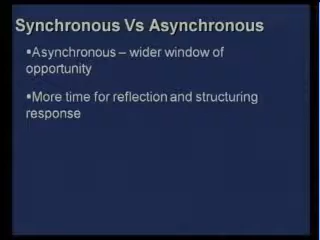 Synchronous Vs Asynchronous
▪Asynchronous – wider window of
opportunity
▪More time for reflection and structuring
response